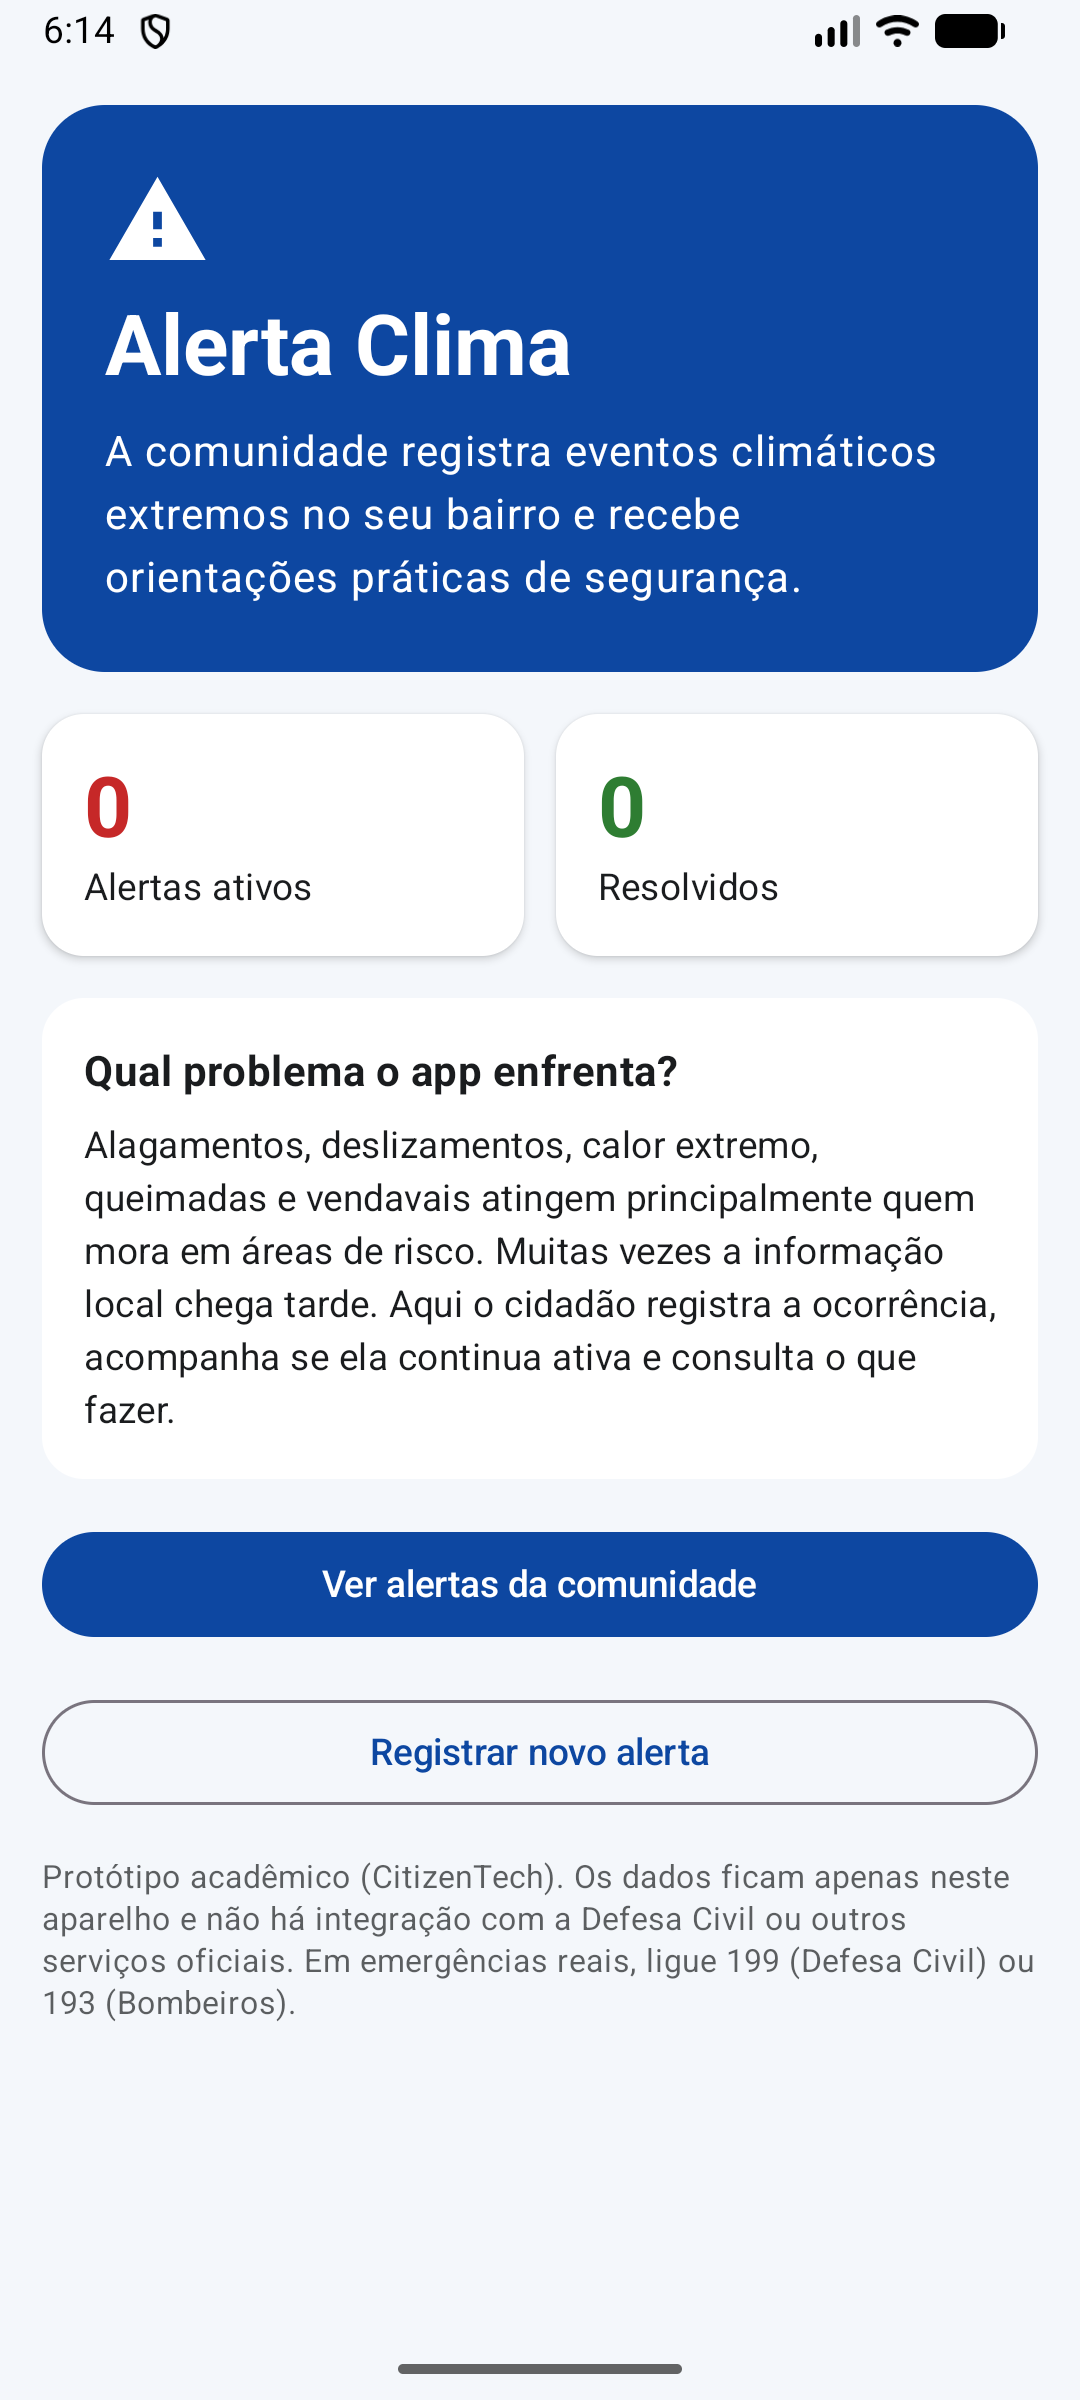 6:14
Alerta Clima
A comunidade registra eventos climáticos
extremos no seu bairro e recebe
orientações práticas de segurança.
0
Alertas ativos
0
Resolvidos
Qual problema o app enfrenta?
Alagamentos, deslizamentos, calor extremo,
queimadas e vendavais atingem principalmente quem
mora em áreas de risco. Muitas vezes a informação
local chega tarde. Aqui o cidadão registra a ocorrência,
acompanha se ela continua ativa e consulta o que
fazer.
Ver alertas da comunidade
Registrar novo alerta
Protótipo acadêmico (CitizenTech). Os dados ficam apenas neste
aparelho e não há integração com a Defesa Civil ou outros
serviços oficiais. Em emergências reais, ligue 199 (Defesa Civil) ou
193 (Bombeiros).